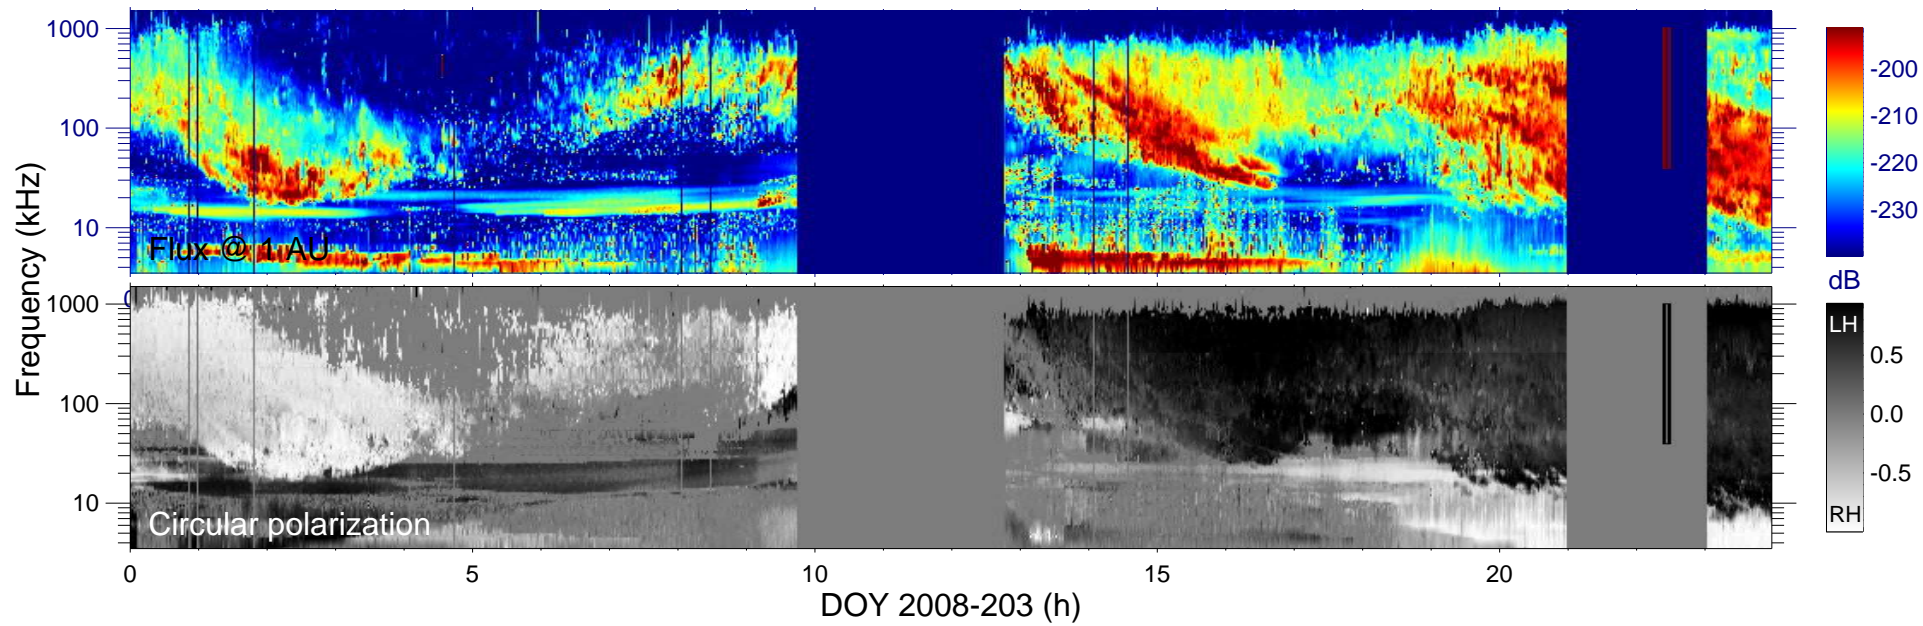 1000
100
10
Flux @ 1 AU
-200
-210
-220
-230
dB
Frequency (kHz)
0
1000
100
10
Circular polarization
LH
0.5
0.0
-0.5
RH
0 5 10 15 20
DOY 2008-203 (h)